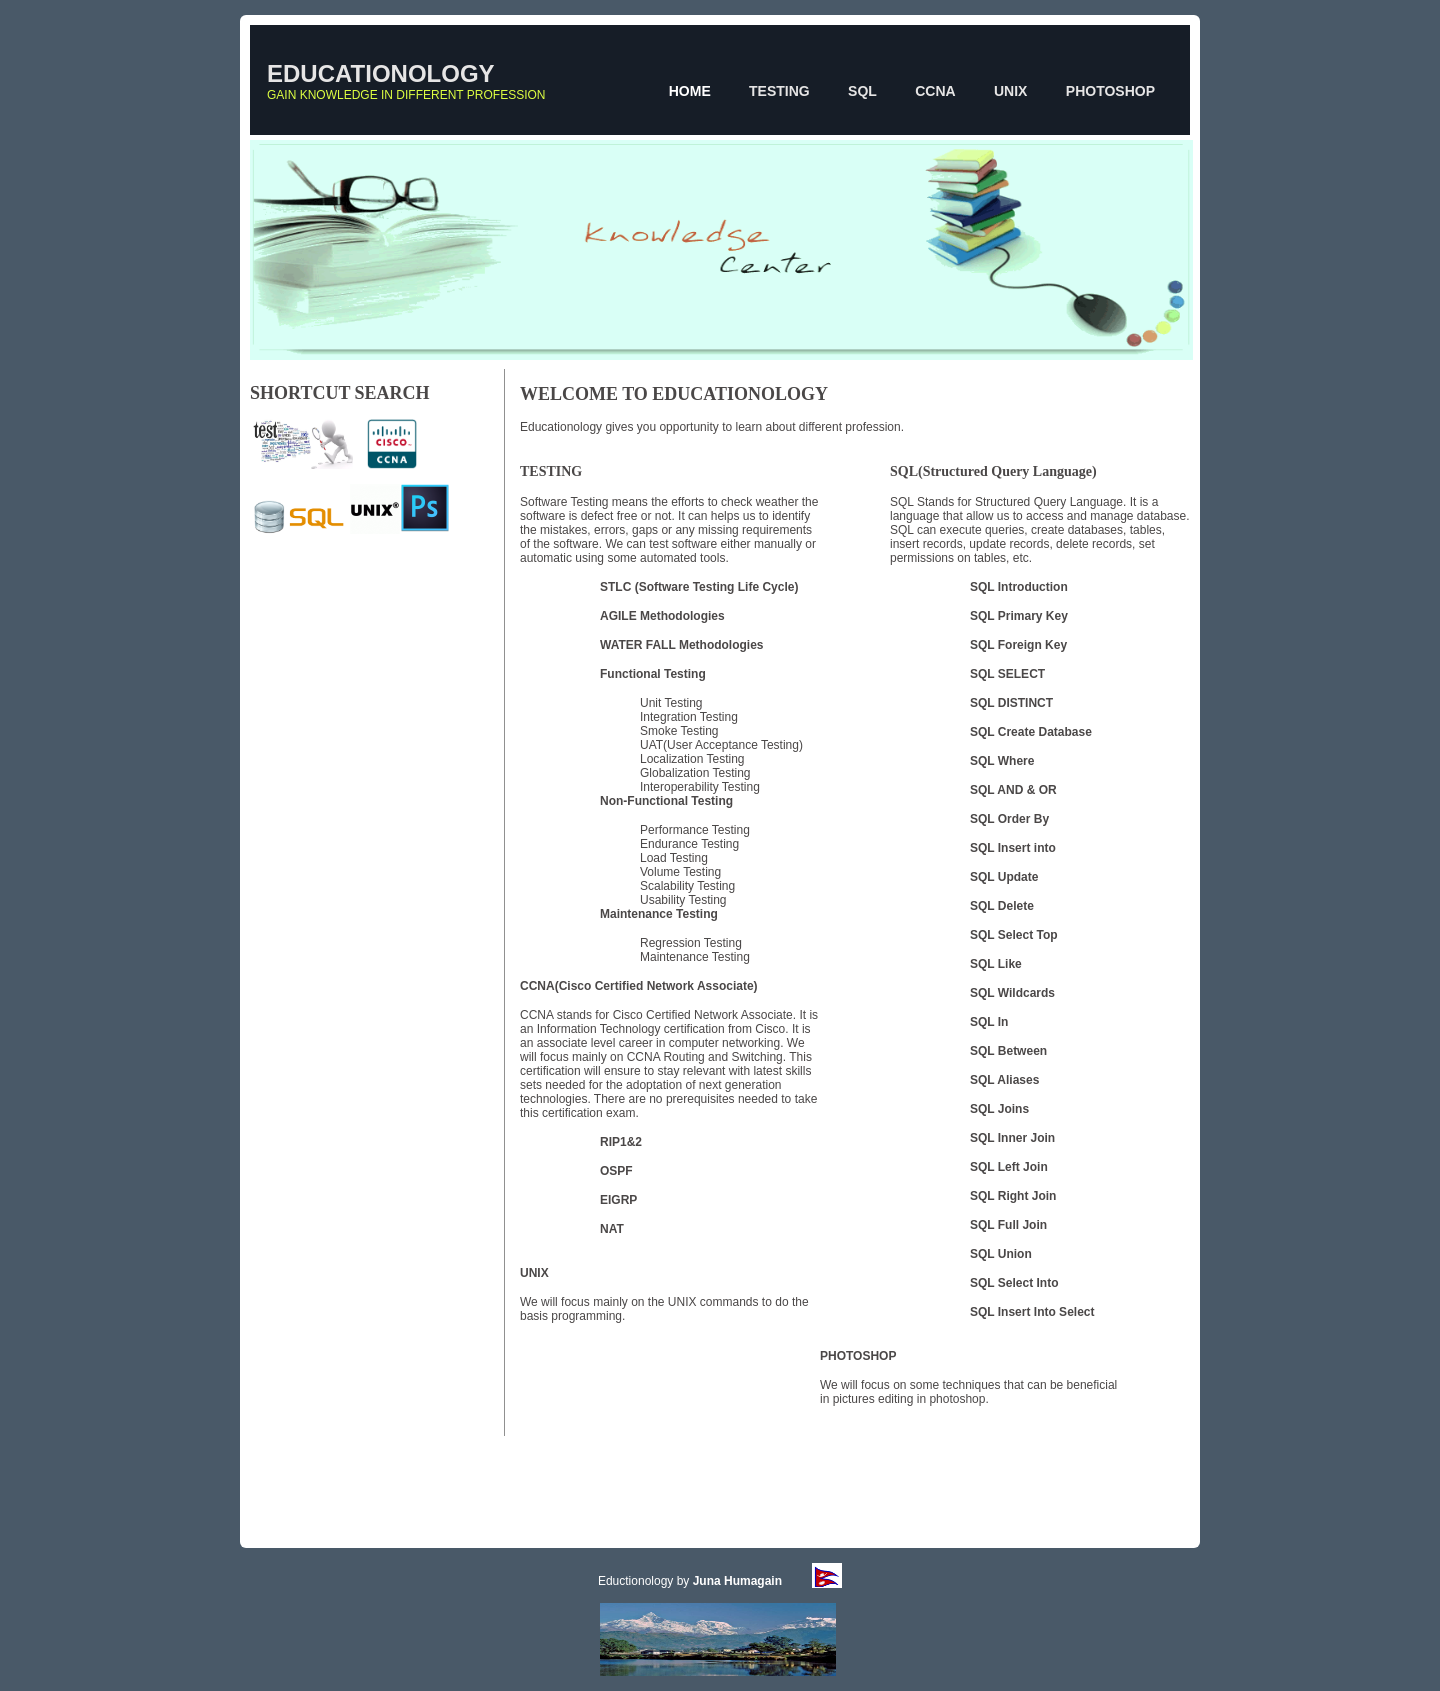 EDUCATIONOLOGY
GAIN KNOWLEDGE IN DIFFERENT PROFESSION
HOME TESTING SQL CCNA UNIX PHOTOSHOP
Knowledge
Center
SHORTCUT SEARCH
test
CISCO
CCNA
SQL
UNIX®
Ps
WELCOME TO EDUCATIONOLOGY
Educationology gives you opportunity to learn about different profession.
TESTING
Software Testing means the efforts to check weather the
software is defect free or not. It can helps us to identify
the mistakes, errors, gaps or any missing requirements
of the software. We can test software either manually or
automatic using some automated tools.
STLC (Software Testing Life Cycle)
AGILE Methodologies
WATER FALL Methodologies
Functional Testing
Unit Testing
Integration Testing
Smoke Testing
UAT(User Acceptance Testing)
Localization Testing
Globalization Testing
Interoperability Testing
Non-Functional Testing
Performance Testing
Endurance Testing
Load Testing
Volume Testing
Scalability Testing
Usability Testing
Maintenance Testing
Regression Testing
Maintenance Testing
CCNA(Cisco Certified Network Associate)
CCNA stands for Cisco Certified Network Associate. It is
an Information Technology certification from Cisco. It is
an associate level career in computer networking. We
will focus mainly on CCNA Routing and Switching. This
certification will ensure to stay relevant with latest skills
sets needed for the adoptation of next generation
technologies. There are no prerequisites needed to take
this certification exam.
RIP1&2
OSPF
EIGRP
NAT
UNIX
We will focus mainly on the UNIX commands to do the
basis programming.
SQL(Structured Query Language)
SQL Stands for Structured Query Language. It is a
language that allow us to access and manage database.
SQL can execute queries, create databases, tables,
insert records, update records, delete records, set
permissions on tables, etc.
SQL Introduction
SQL Primary Key
SQL Foreign Key
SQL SELECT
SQL DISTINCT
SQL Create Database
SQL Where
SQL AND & OR
SQL Order By
SQL Insert into
SQL Update
SQL Delete
SQL Select Top
SQL Like
SQL Wildcards
SQL In
SQL Between
SQL Aliases
SQL Joins
SQL Inner Join
SQL Left Join
SQL Right Join
SQL Full Join
SQL Union
SQL Select Into
SQL Insert Into Select
PHOTOSHOP
We will focus on some techniques that can be beneficial
in pictures editing in photoshop.
Eductionology by Juna Humagain